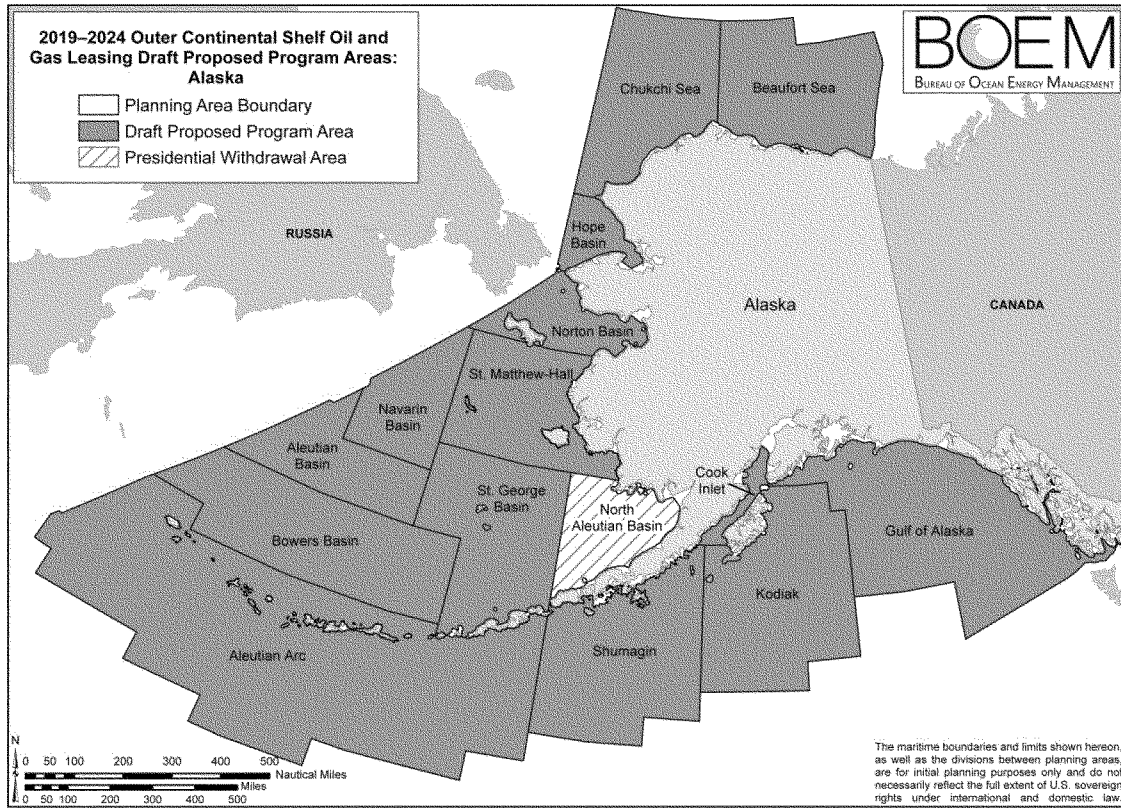 2019–2024 Outer Continental Shelf Oil and
Gas Leasing Draft Proposed Program Areas:
Alaska
Planning Area Boundary
Draft Proposed Program Area
Presidential Withdrawal Area
BOEM
BUREAU OF OCEAN ENERGY MANAGEMENT
Chukchi Sea
Beaufort Sea
RUSSIA
Hope
Basin
Alaska
CANADA
Norton Basin
St. Matthew-Hall
Navarin
Basin
Aleutian
Basin
St. George
Basin
Cook
Inlet
North
Aleutian Basin
Bowers Basin
Gulf of Alaska
Kodiak
Shumagin
Aleutian Arc
N
0 100 200 300 400 500
Nautical Miles
Miles
0 100 200 300 400 500
The maritime boundaries and limits shown hereon,
as well as the divisions between planning areas,
are for initial planning purposes only and do not
necessarily reflect the full extent of U.S. sovereign
rights under international and domestic law.